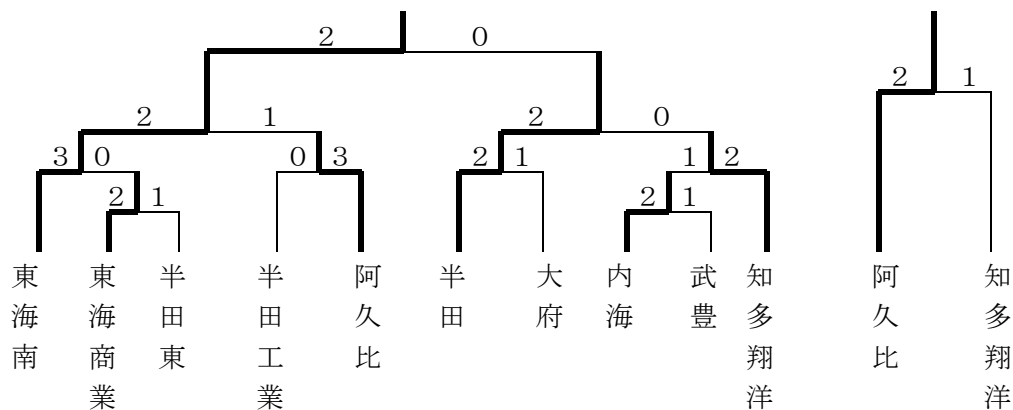 2 0
2 1 2 0
3 0 0 3 2 1 1 2
2 1 2 1
2 1
東海南
東海商業
半田東
半田工業
阿久比
半田
大府
内海
武豊
知多翔洋
阿久比
知多翔洋